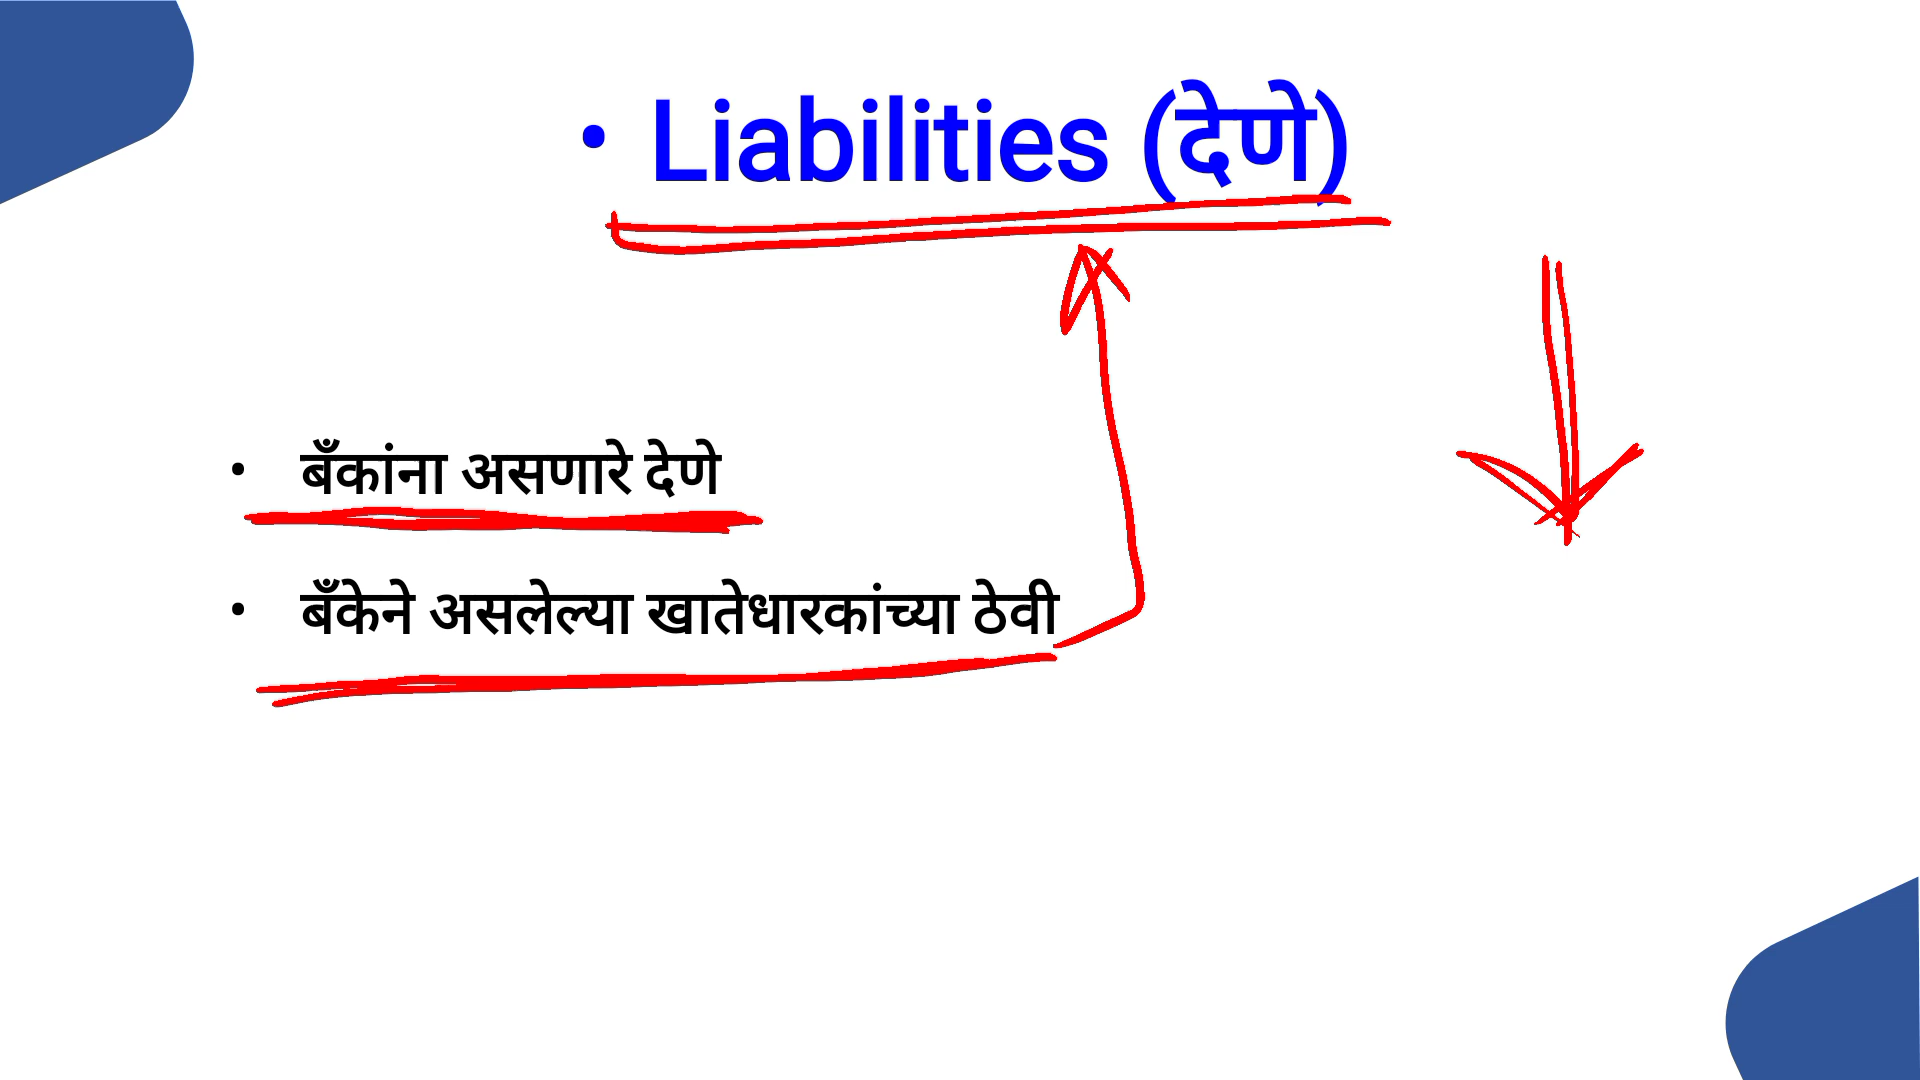 • Liabilities (देणे)
• बँकांना असणारे देणे
• बँकेने असलेल्या खातेधारकांच्या ठेवी